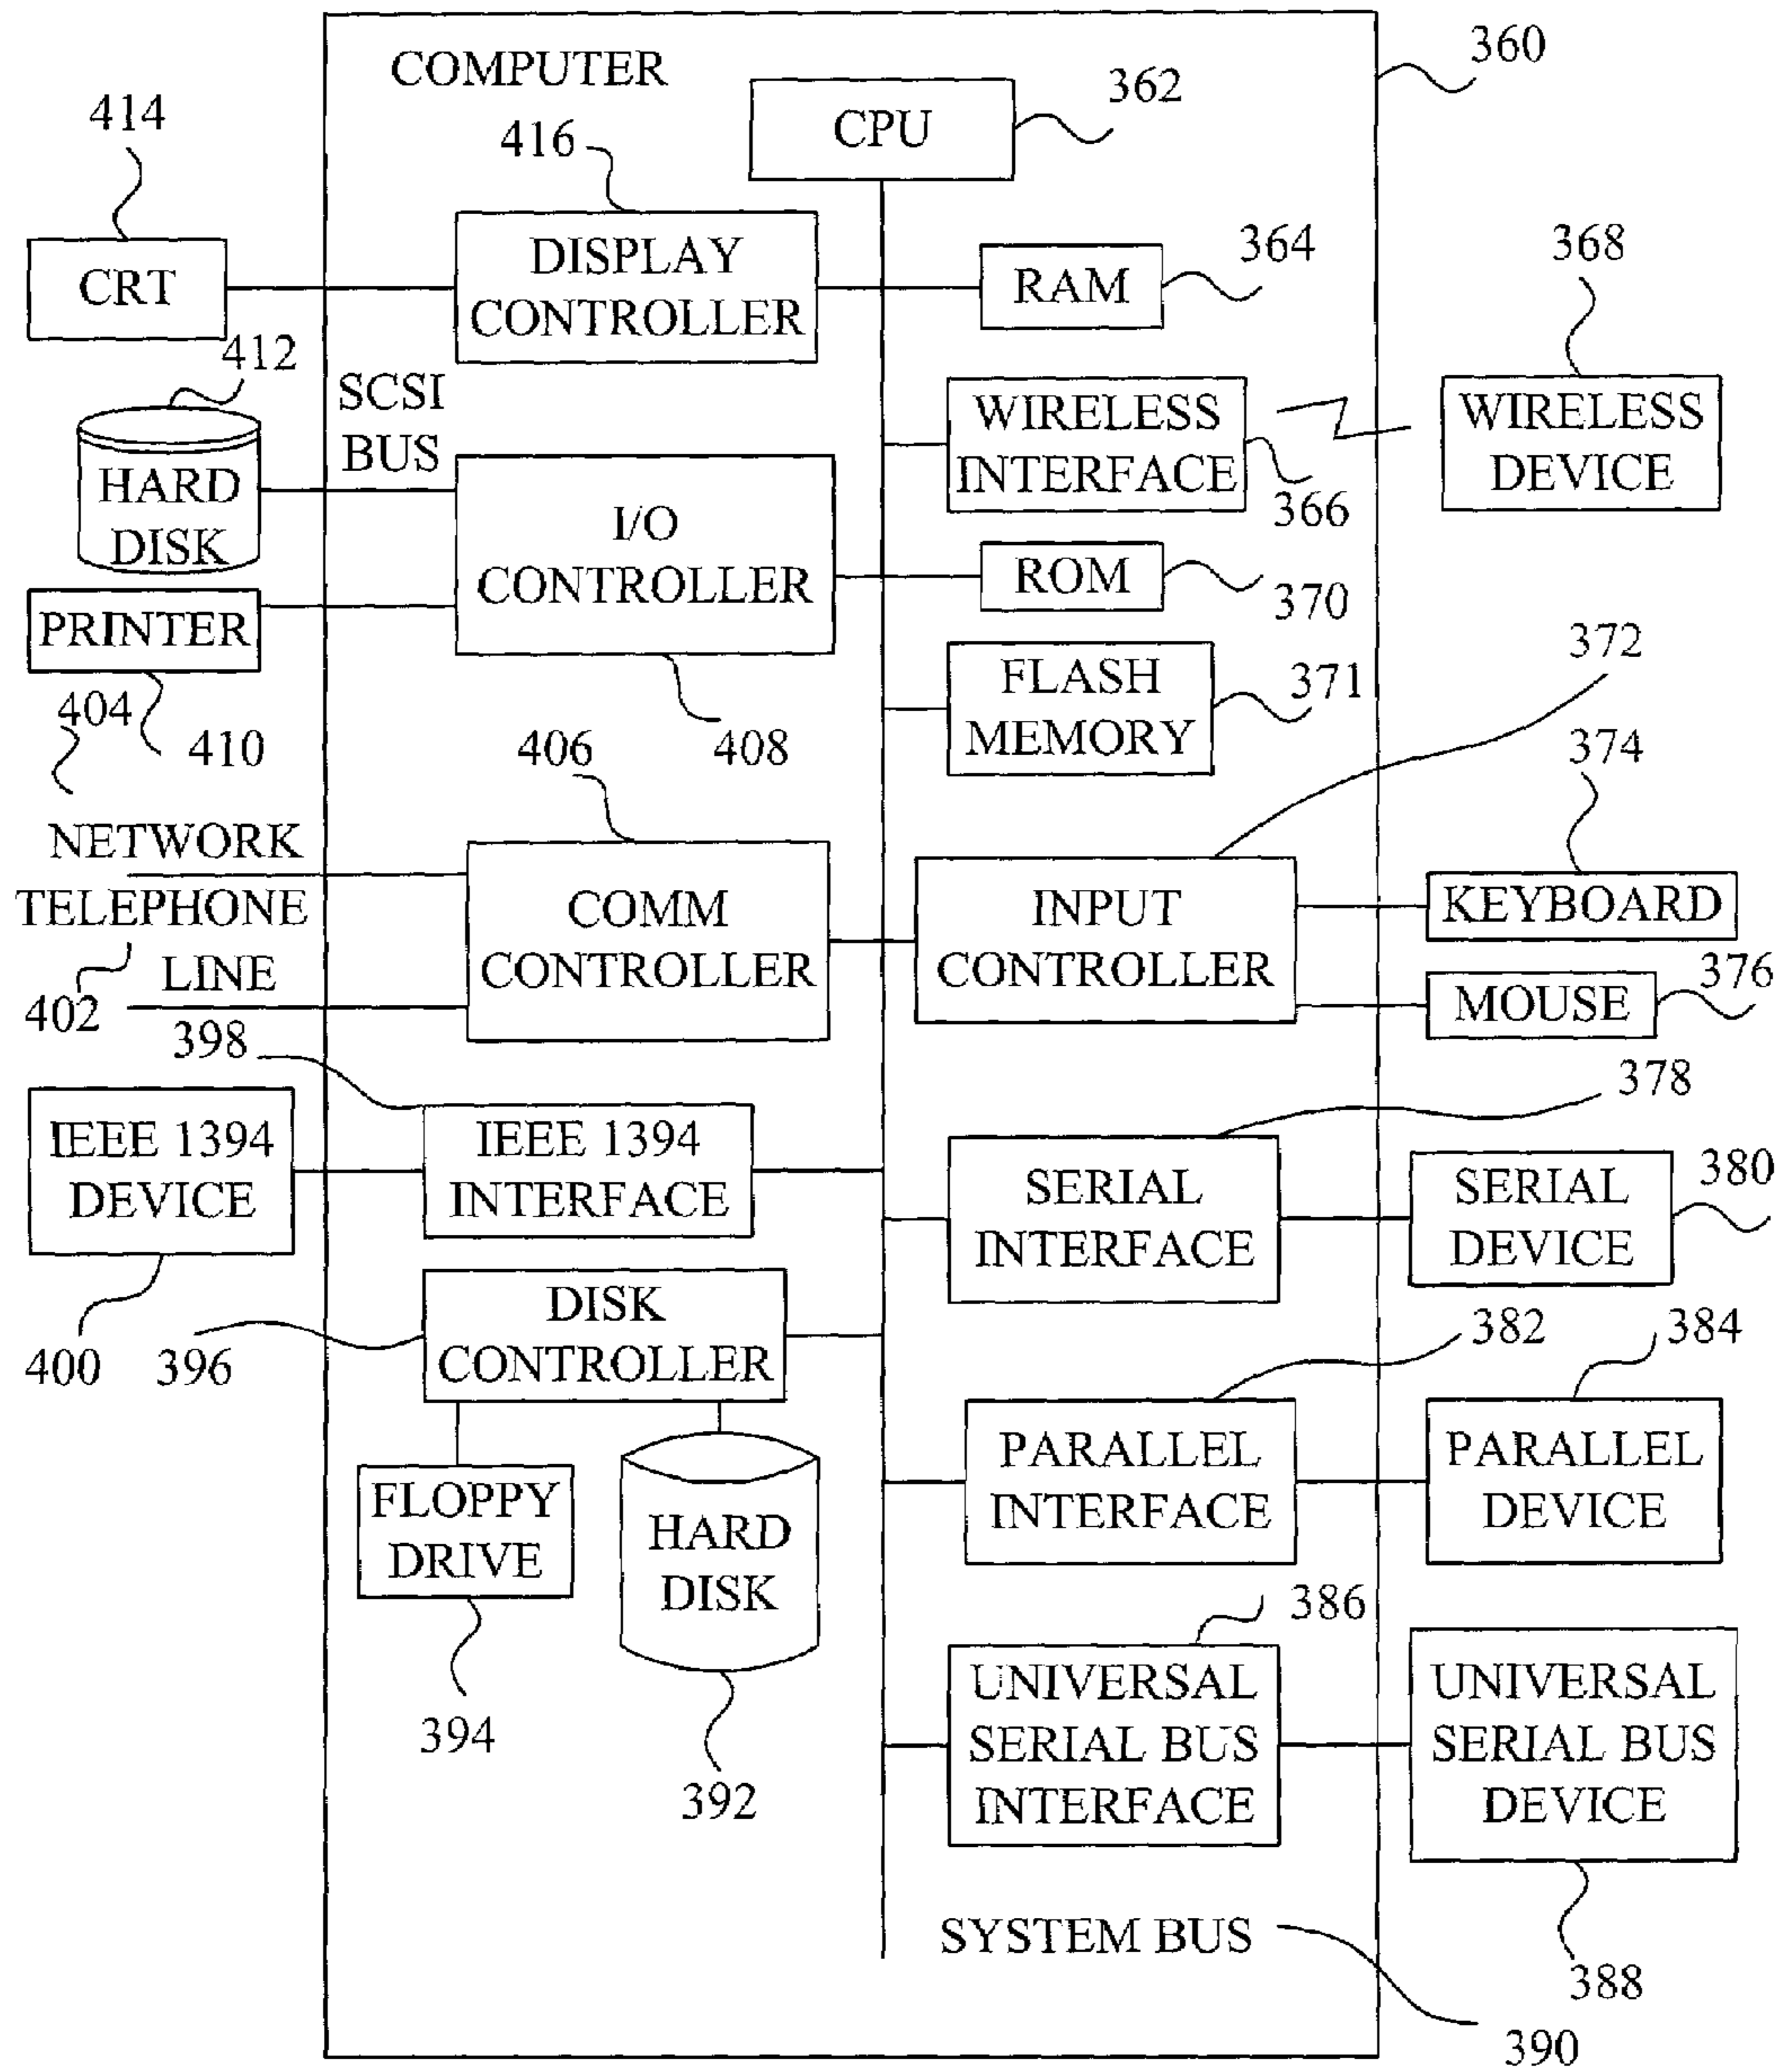 COMPUTER
360
CPU
362
414
416
CRT
DISPLAY
CONTROLLER
RAM
364
368
412
SCSI
BUS
HARD
DISK
I/O
CONTROLLER
WIRELESS
INTERFACE
366
WIRELESS
DEVICE
ROM
370
PRINTER
404
410
408
FLASH
MEMORY
371
372
406
374
NETWORK
TELEPHONE
LINE
402
COMM
CONTROLLER
INPUT
CONTROLLER
KEYBOARD
MOUSE
376
398
378
IEEE 1394
DEVICE
IEEE 1394
INTERFACE
SERIAL
INTERFACE
SERIAL
DEVICE
380
400
396
DISK
CONTROLLER
382
384
FLOPPY
DRIVE
HARD
DISK
PARALLEL
INTERFACE
PARALLEL
DEVICE
386
394
392
UNIVERSAL
SERIAL BUS
INTERFACE
UNIVERSAL
SERIAL BUS
DEVICE
SYSTEM BUS
388
390